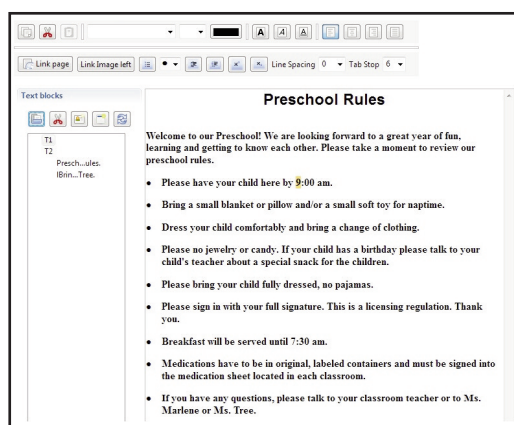 Link page Link Image left Line Spacing 0 Tab Stop 6
Text blocks
T1
T2
Presch...ules.
IBrin...Tree.
Preschool Rules
Welcome to our Preschool! We are looking forward to a great year of fun,
learning and getting to know each other. Please take a moment to review our
preschool rules.
• Please have your child here by 9:00 am.
• Bring a small blanket or pillow and/or a small soft toy for naptime.
• Dress your child comfortably and bring a change of clothing.
• Please no jewelry or candy. If your child has a birthday please talk to your
child's teacher about a special snack for the children.
• Please bring your child fully dressed, no pajamas.
• Please sign in with your full signature. This is a licensing regulation. Thank
you.
• Breakfast will be served until 7:30 am.
• Medications have to be in original, labeled containers and must be signed into
the medication sheet located in each classroom.
• If you have any questions, please talk to your classroom teacher or to Ms.
Marlene or Ms. Tree.